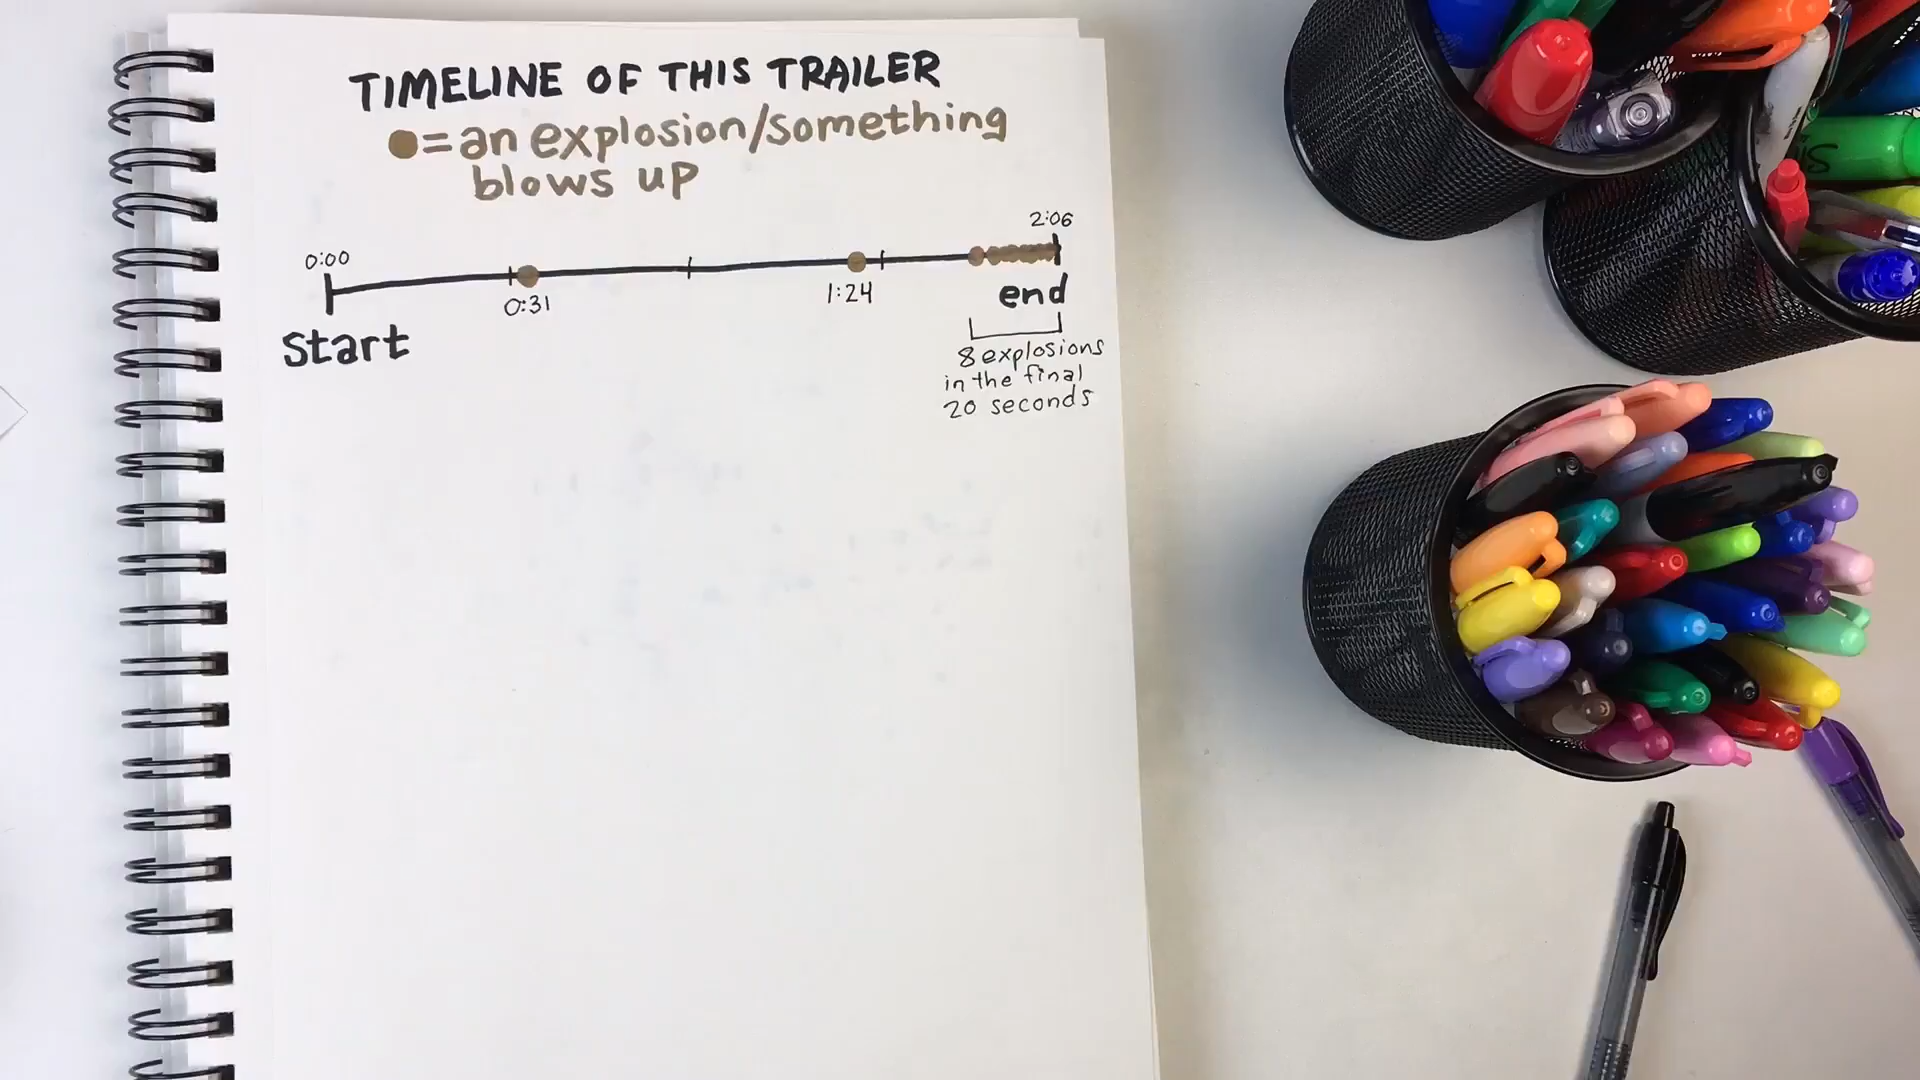 TIMELINE OF THIS TRAILER
= an explosion/something
blows up
2:06
0:00
0:31
1:24
end
start
8 explosions
in the final
20 seconds